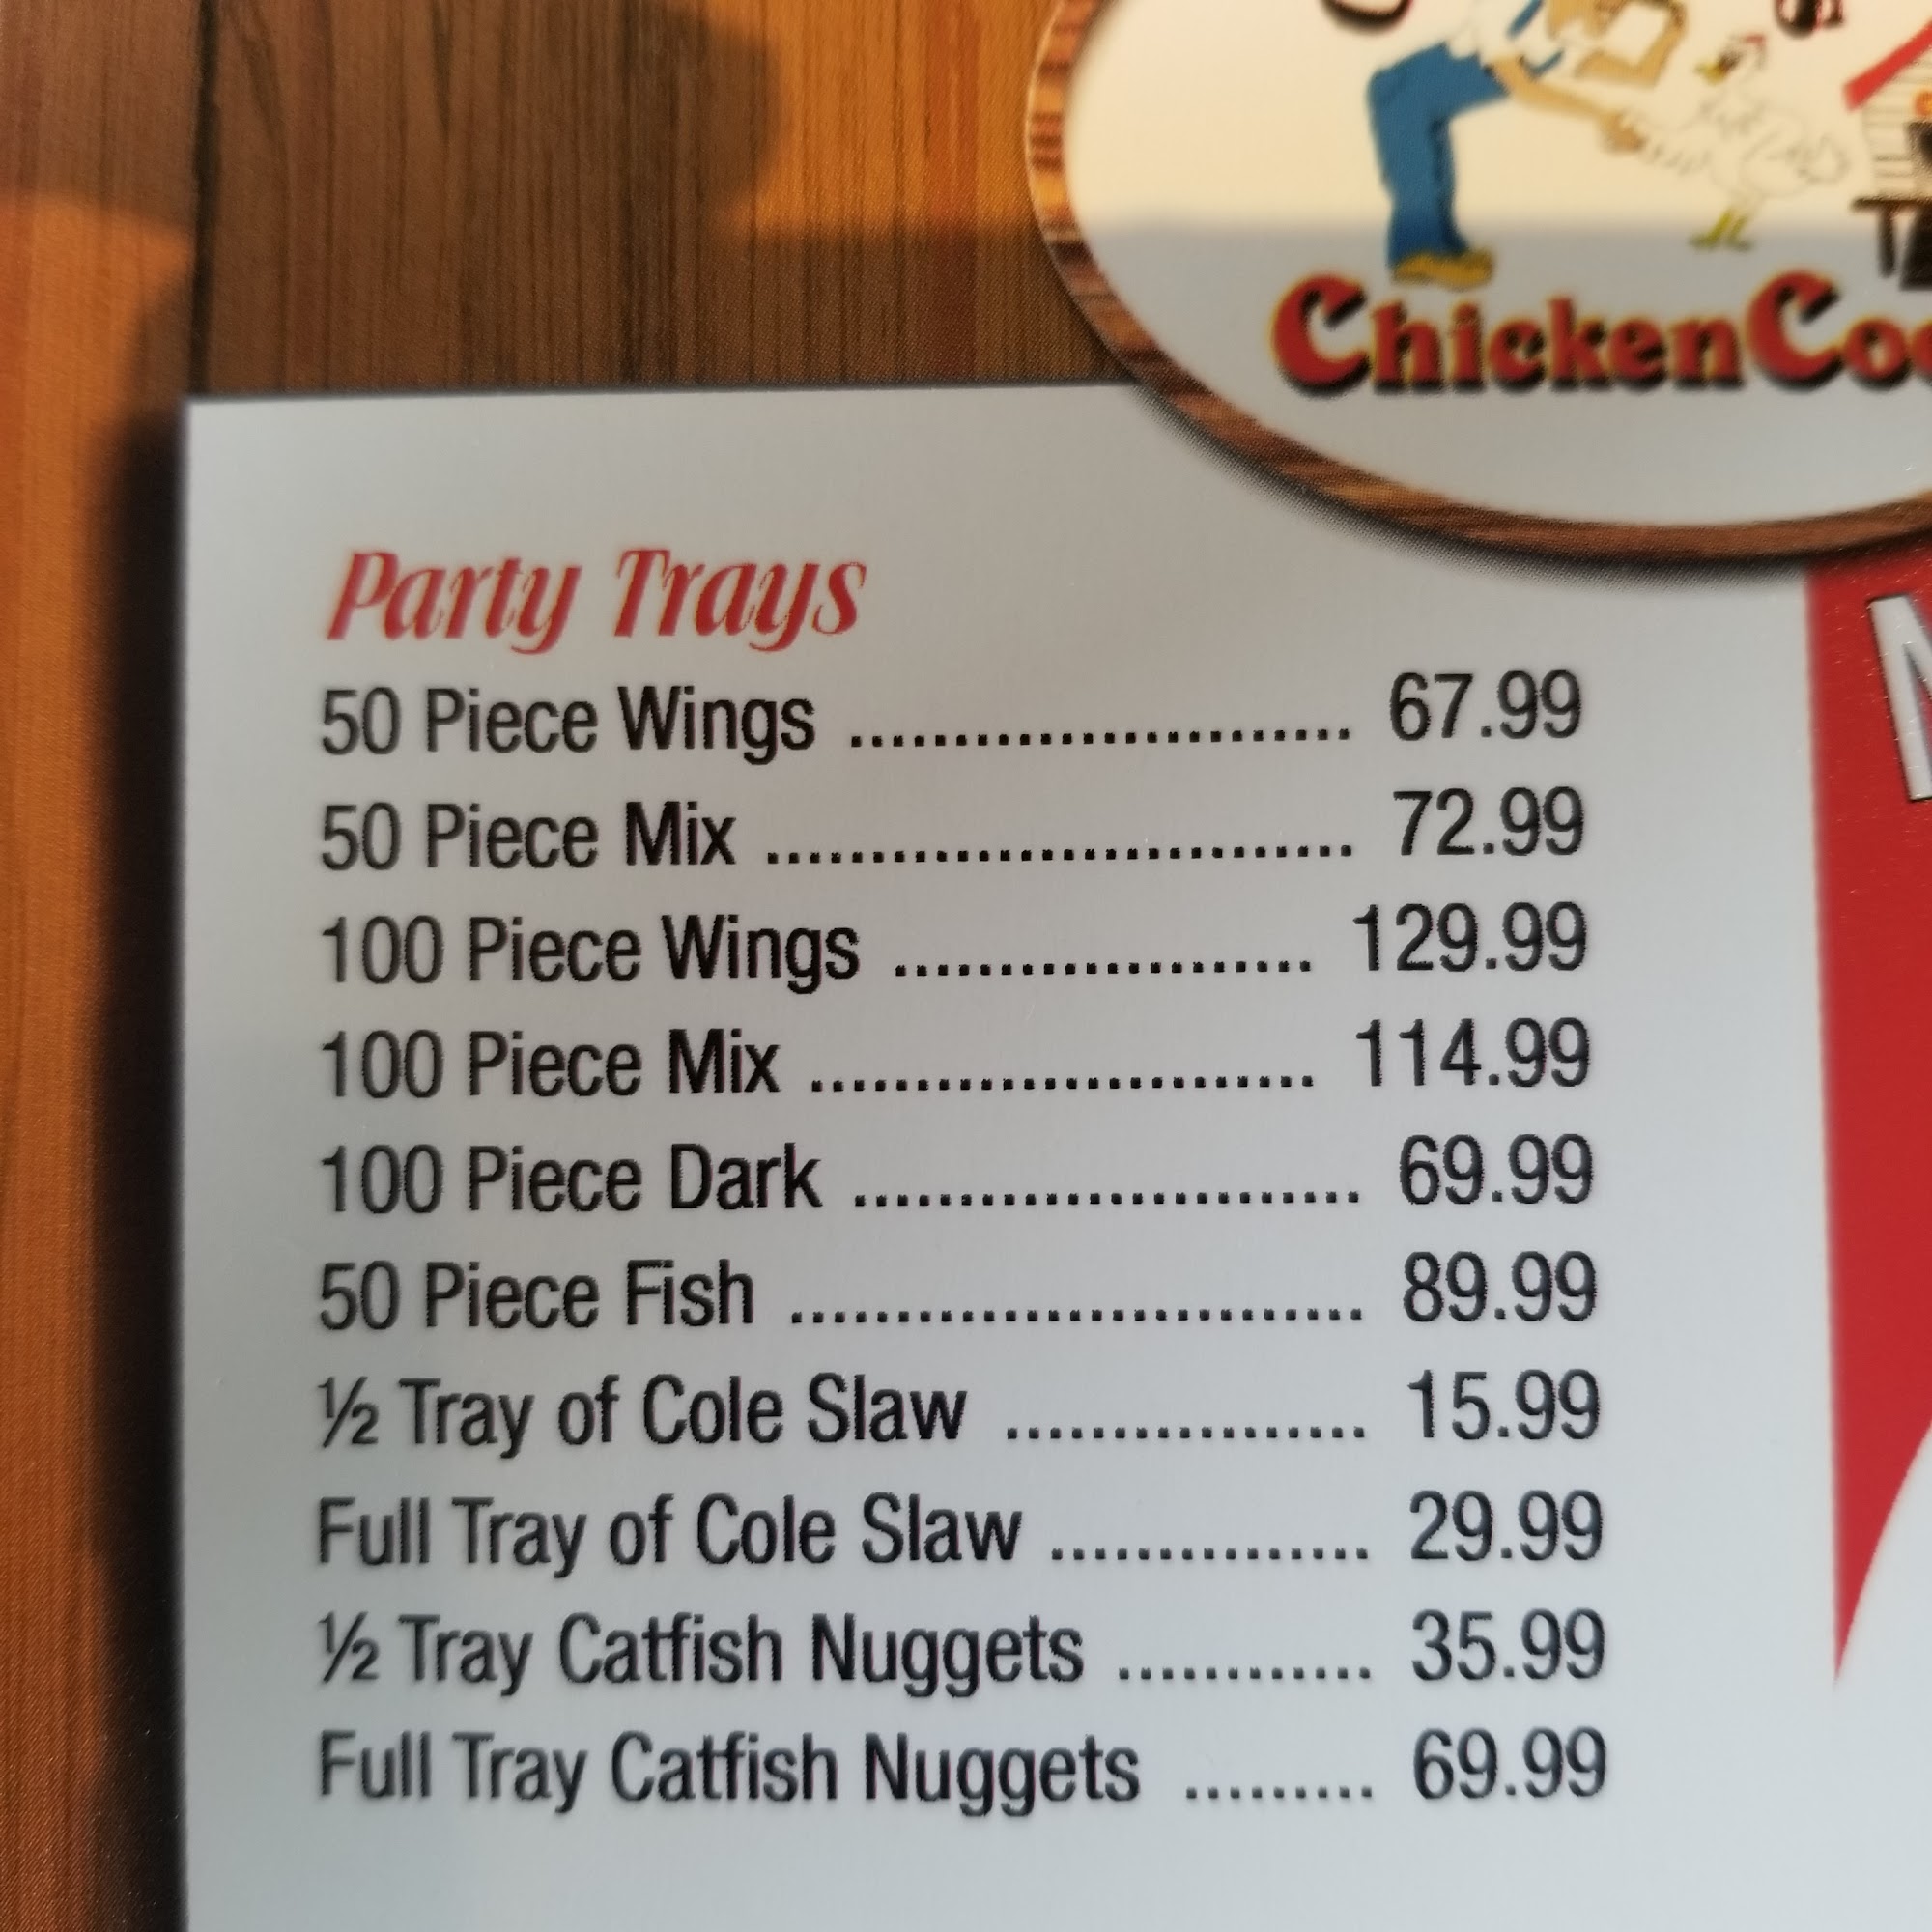 Party Trays
50 Piece Wings ........................ 67.99
50 Piece Mix ............................ 72.99
100 Piece Wings .................... 129.99
100 Piece Mix ........................ 114.99
100 Piece Dark ........................ 69.99
50 Piece Fish ........................... 89.99
½ Tray of Cole Slaw ................. 15.99
Full Tray of Cole Slaw ............... 29.99
½ Tray Catfish Nuggets ............ 35.99
Full Tray Catfish Nuggets ......... 69.99